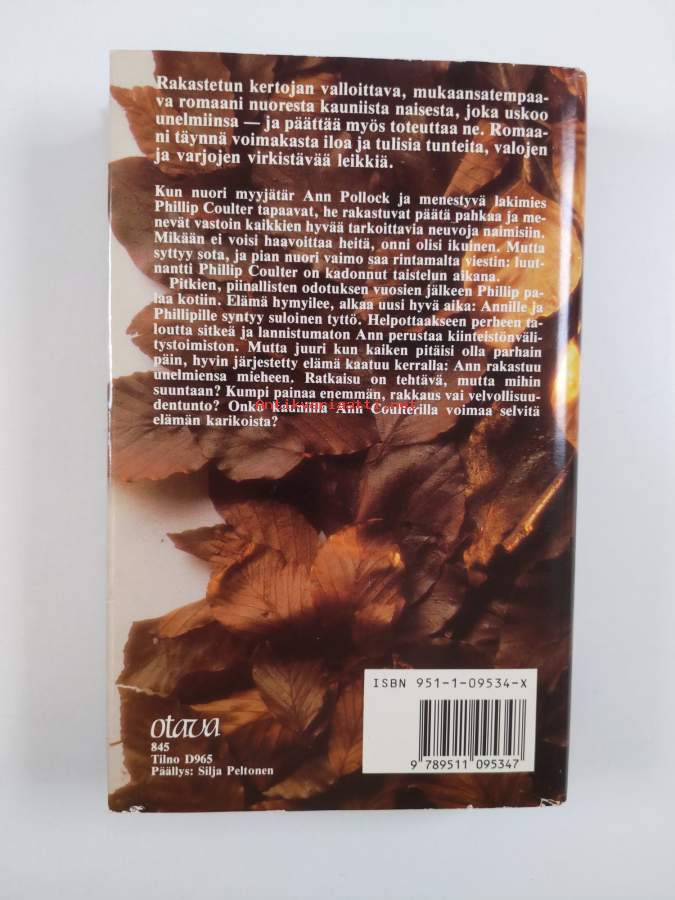 Rakastetun kertojan valloittava, mukaansatempaa-
va romaani nuoresta kauniista naisesta, joka uskoo
unelmiinsa — ja päättää myös toteuttaa ne. Romaa-
ni täynnä voimakasta iloa ja tulisia tunteita, valojen
ja varjojen virkistävää leikkiä.
Kun nuori myyjätär Ann Pollock ja menestyvä lakimies
Phillip Coulter tapaavat, he rakastuvat päätä pahkaa ja me-
nevät vastoin kaikkien hyvää tarkoittavia neuvoja naimisiin.
Mikään ei voisi haavoittaa heitä, onni olisi ikuinen. Mutta
syttyy sota, ja pian nuori vaimo saa rintamalta viestin: luut-
nantti Phillip Coulter on kadonnut taistelun aikana.
Pitkien, piinallisten odotuksen vuosien jälkeen Phillip pa-
laa kotiin. Elämä hymyilee, alkaa uusi hyvä aika: Annille ja
Phillipille syntyy suloinen tyttö. Helpottaakseen perheen ta-
loutta sitkeä ja lannistumaton Ann perustaa kiinteistönväli-
tystoimiston. Mutta juuri kun kaiken pitäisi olla parhain
päin, hyvin järjestetty elämä kaatuu kerralla: Ann rakastuu
unelmiensa mieheen. Ratkaisu on tehtävä, mutta mihin
suuntaan? Kumpi painaa enemmän, rakkaus vai velvollisuu-
dentunto? Onko kauniilla Ann Coulterilla voimaa selvitä
elämän karikoista?
ISBN 951-1-09534-X
9 789511 095347
otava
845
Tilno D965
Päällys: Silja Peltonen